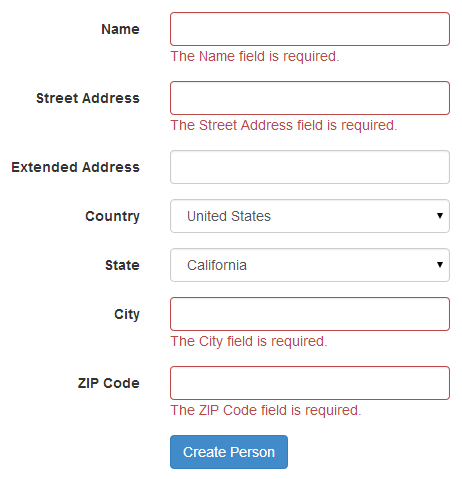 Name
The Name field is required.
Street Address
The Street Address field is required.
Extended Address
Country United States
State California
City
The City field is required.
ZIP Code
The ZIP Code field is required.
Create Person